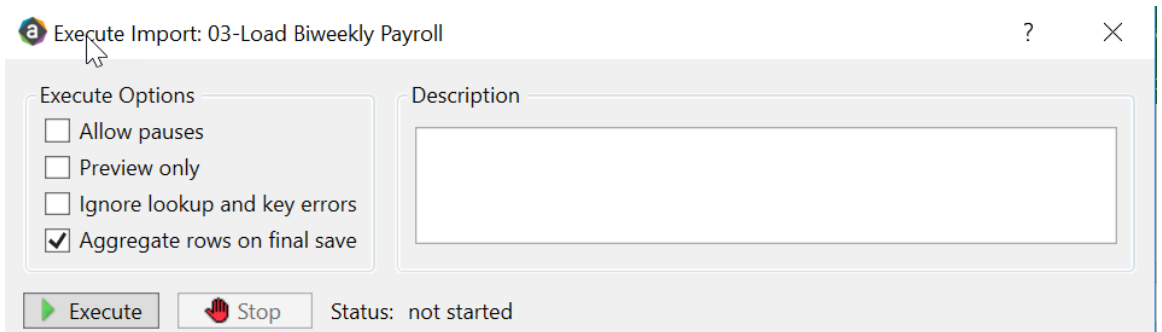 Execute Import: 03-Load Biweekly Payroll ?
Execute Options
Allow pauses
Preview only
Ignore lookup and key errors
Aggregate rows on final save
Description
Execute Stop Status: not started